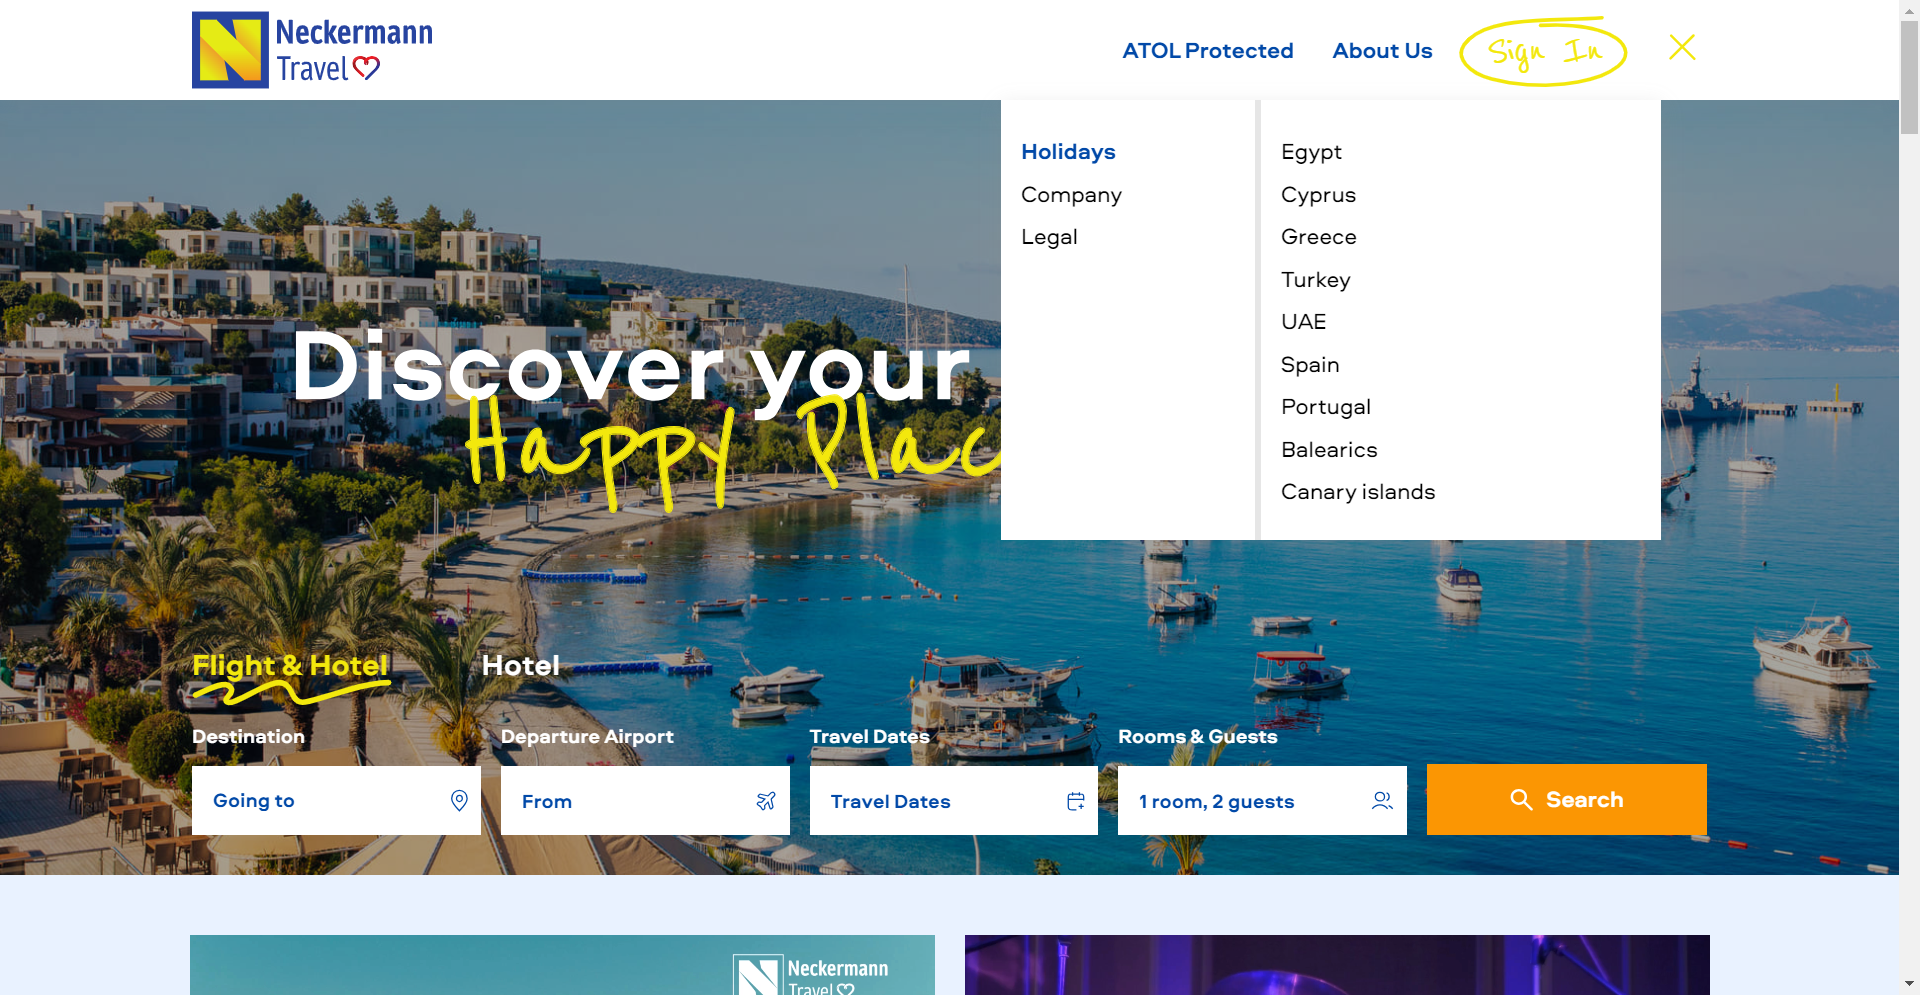 Neckermann
Travel
ATOL Protected
About Us
Sign In
Holidays
Company
Legal
Egypt
Cyprus
Greece
Turkey
UAE
Spain
Portugal
Balearics
Canary islands
Discover your
Happy Plac
Flight & Hotel
Hotel
Destination
Departure Airport
Travel Dates
Rooms & Guests
Going to
From
Travel Dates
1 room, 2 guests
Search
Neckermann
Travel